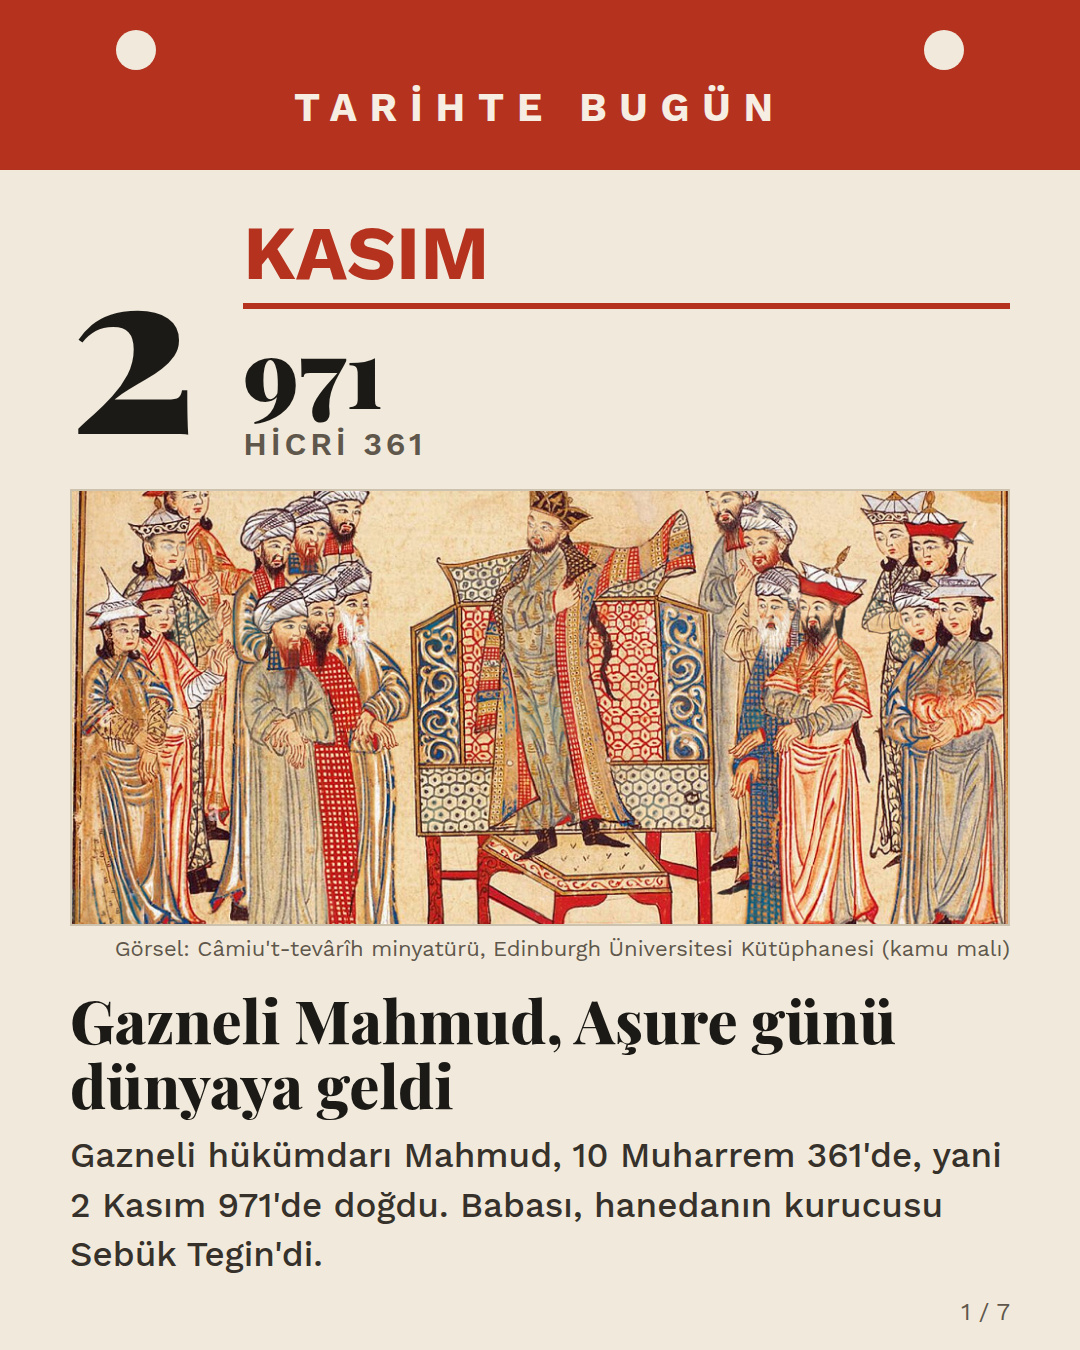 TARİHTE BUGÜN
KASIM
2
971
HİCRİ 361
Görsel: Câmiu't-tevârîh minyatürü, Edinburgh Üniversitesi Kütüphanesi (kamu malı)
Gazneli Mahmud, Aşure günü
dünyaya geldi
Gazneli hükümdarı Mahmud, 10 Muharrem 361'de, yani
2 Kasım 971'de doğdu. Babası, hanedanın kurucusu
Sebük Tegin'di.
1 / 7